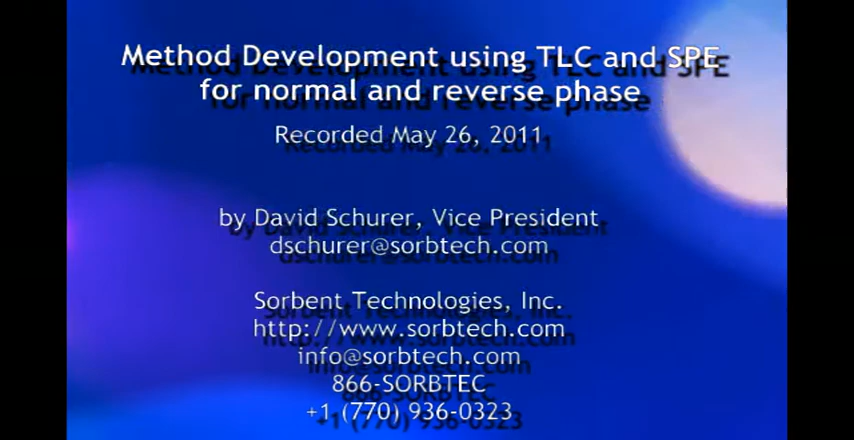 Method Development using TLC and SPE
for normal and reverse phase
Recorded May 26, 2011
by David Schurer, Vice President
dschurer@sorbtech.com
Sorbent Technologies, Inc.
http://www.sorbtech.com
info@sorbtech.com
866-SORBTEC
+1 (770) 936-0323